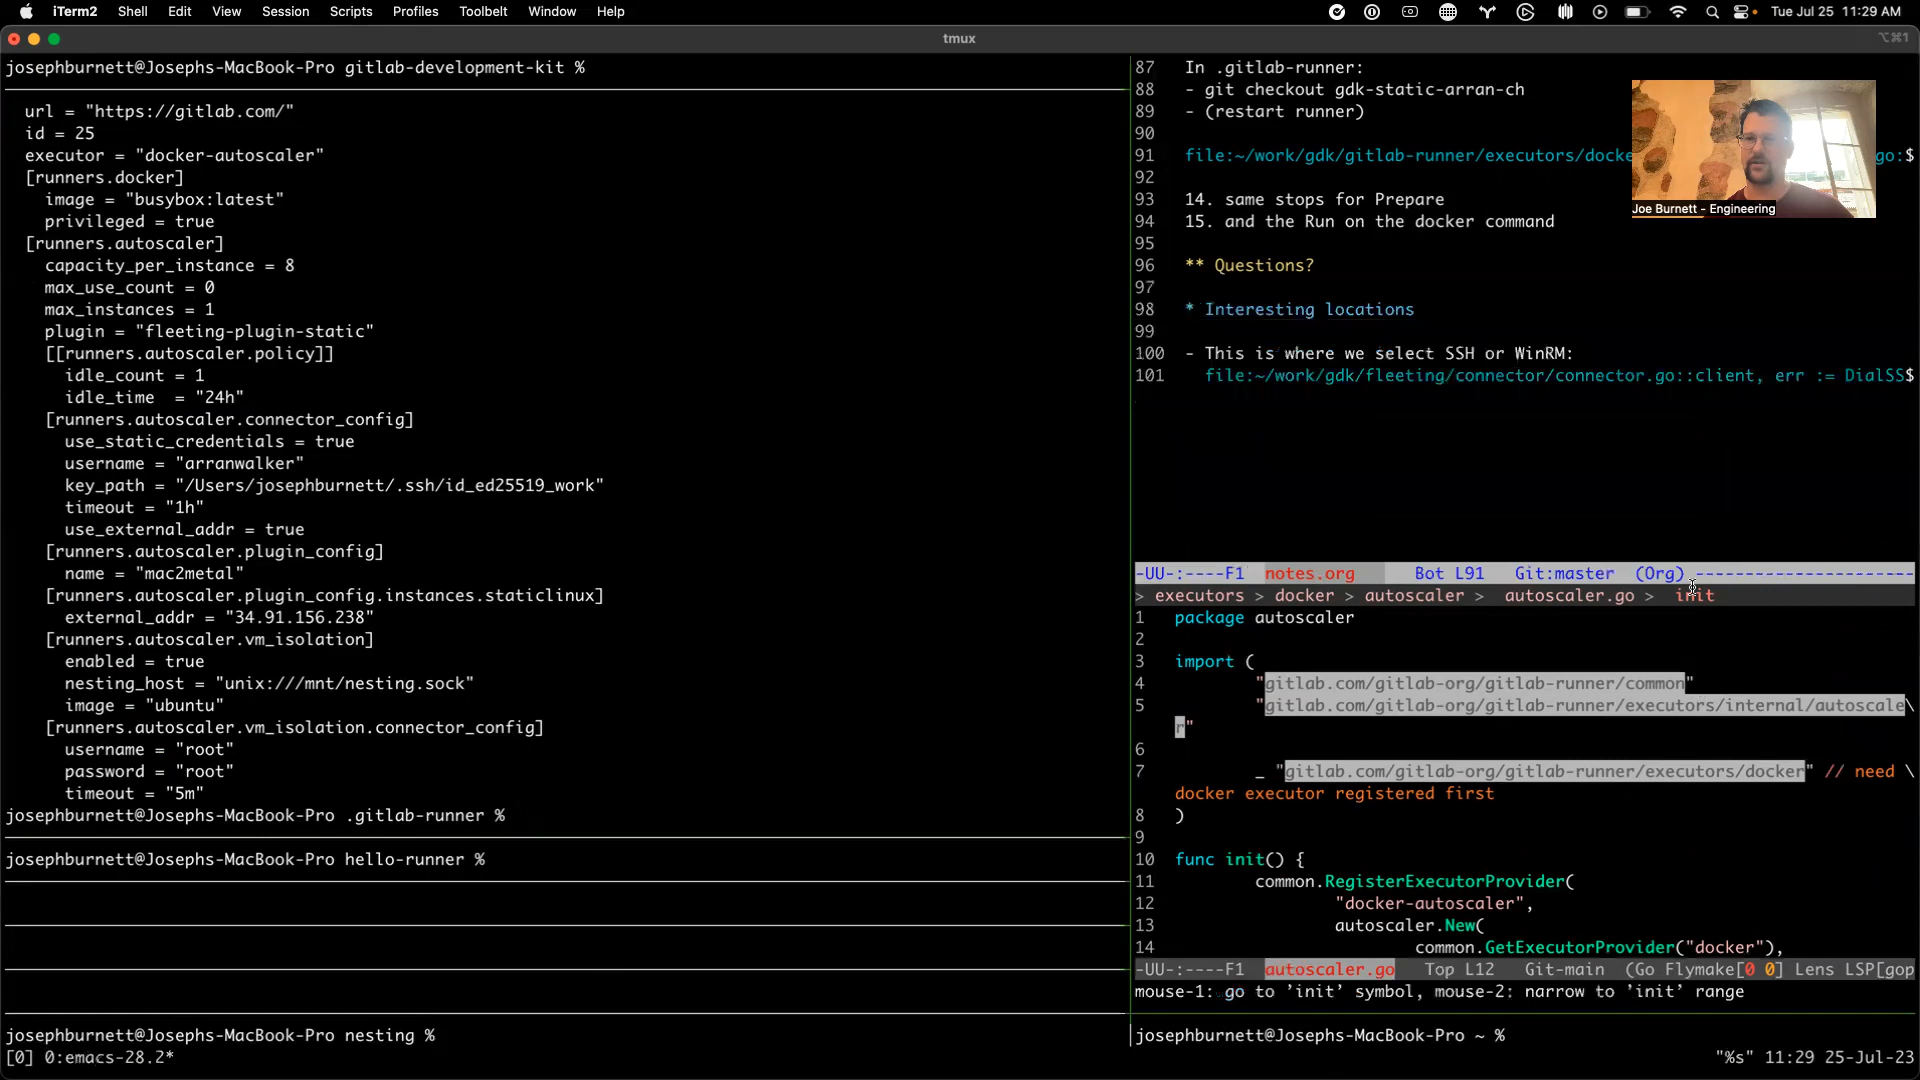 iTerm2 Shell Edit View Session Scripts Profiles Toolbelt Window Help Tue Jul 25 11:29 AM
tmux ⌥⌘1
josephburnett@Josephs-MacBook-Pro gitlab-development-kit %
url = "https://gitlab.com/"
id = 25
executor = "docker-autoscaler"
[runners.docker]
image = "busybox:latest"
privileged = true
[runners.autoscaler]
capacity_per_instance = 8
max_use_count = 0
max_instances = 1
plugin = "fleeting-plugin-static"
[[runners.autoscaler.policy]]
idle_count = 1
idle_time  = "24h"
[runners.autoscaler.connector_config]
use_static_credentials = true
username = "arranwalker"
key_path = "/Users/josephburnett/.ssh/id_ed25519_work"
timeout = "1h"
use_external_addr = true
[runners.autoscaler.plugin_config]
name = "mac2metal"
[runners.autoscaler.plugin_config.instances.staticlinux]
external_addr = "34.91.156.238"
[runners.autoscaler.vm_isolation]
enabled = true
nesting_host = "unix:///mnt/nesting.sock"
image = "ubuntu"
[runners.autoscaler.vm_isolation.connector_config]
username = "root"
password = "root"
timeout = "5m"
josephburnett@Josephs-MacBook-Pro .gitlab-runner %
josephburnett@Josephs-MacBook-Pro hello-runner %
josephburnett@Josephs-MacBook-Pro nesting %
[0] 0:emacs-28.2*
87 In .gitlab-runner:
88 - git checkout gdk-static-arran-ch
89 - (restart runner)
90
91 file:~/work/gdk/gitlab-runner/executors/docke go:$
92
93 14. same stops for Prepare
94 15. and the Run on the docker command
95
96 ** Questions?
97
98 * Interesting locations
99
100 - This is where we select SSH or WinRM:
101 file:~/work/gdk/fleeting/connector/connector.go::client, err := DialSS$
Joe Burnett - Engineering
-UU-:----F1 notes.org Bot L91 Git:master (Org) ----------------------
> executors > docker > autoscaler > autoscaler.go > init
1 package autoscaler
2
3 import (
4 "gitlab.com/gitlab-org/gitlab-runner/common"
5 "gitlab.com/gitlab-org/gitlab-runner/executors/internal/autoscale\
r"
6
7 _ "gitlab.com/gitlab-org/gitlab-runner/executors/docker" // need \
docker executor registered first
8 )
9
10 func init() {
11 common.RegisterExecutorProvider(
12 "docker-autoscaler",
13 autoscaler.New(
14 common.GetExecutorProvider("docker"),
-UU-:----F1 autoscaler.go Top L12 Git-main (Go Flymake[0 0] Lens LSP[gop
mouse-1: go to ’init’ symbol, mouse-2: narrow to ’init’ range
josephburnett@Josephs-MacBook-Pro ~ %
"%s" 11:29 25-Jul-23